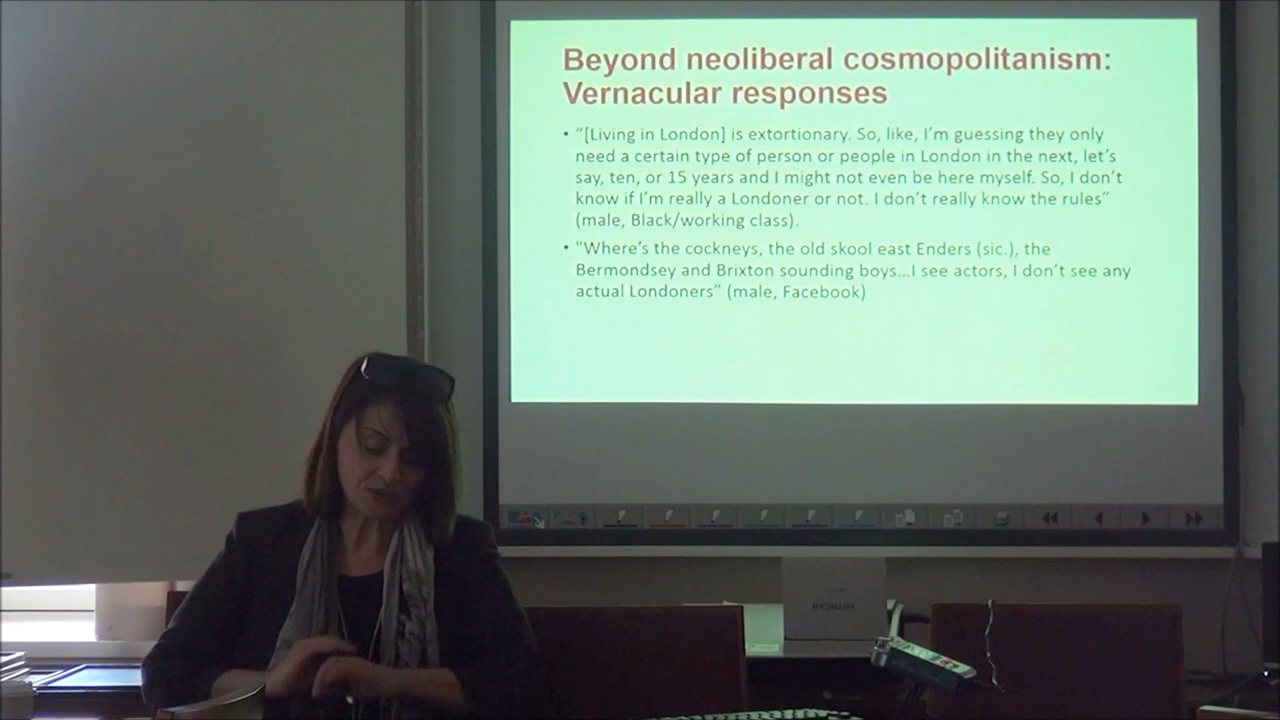 Beyond neoliberal cosmopolitanism:
Vernacular responses
• “[Living in London] is extortionary. So, like, I’m guessing they only
need a certain type of person or people in London in the next, let’s
say, ten, or 15 years and I might not even be here myself. So, I don’t
know if I’m really a Londoner or not. I don’t really know the rules”
(male, Black/working class).
• "Where’s the cockneys, the old skool east Enders (sic.), the
Bermondsey and Brixton sounding boys…I see actors, I don’t see any
actual Londoners” (male, Facebook)
HITACHI